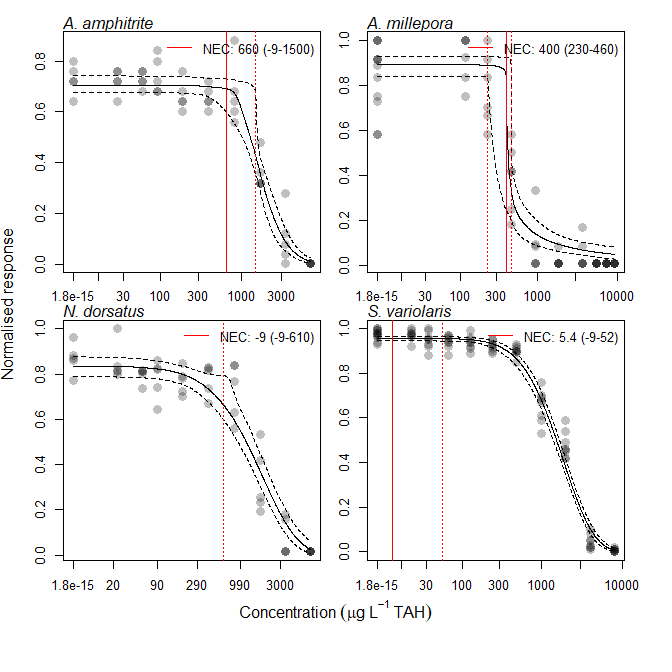 A. amphitrite
NEC: 660 (-9-1500)
0.0 0.2 0.4 0.6 0.8
1.8e-15 30 100 300 1000 3000
A. millepora
NEC: 400 (230-460)
0.0 0.2 0.4 0.6 0.8 1.0
1.8e-15 30 100 300 1000 10000
N. dorsatus
NEC: -9 (-9-610)
0.0 0.2 0.4 0.6 0.8 1.0
1.8e-15 20 90 290 990 3000
S. variolaris
NEC: 5.4 (-9-52)
0.0 0.2 0.4 0.6 0.8 1.0
1.8e-15 30 100 300 1000 10000
Normalised response
Concentration (µg L⁻¹ TAH)